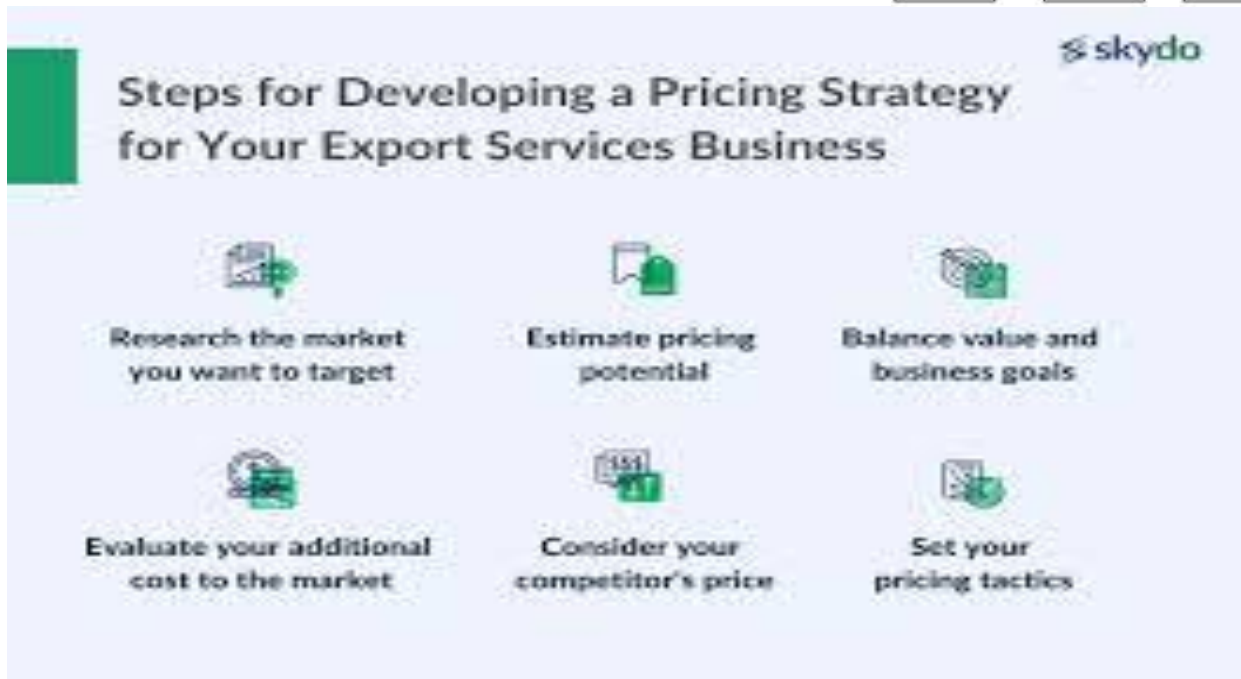 skydo
Steps for Developing a Pricing Strategy
for Your Export Services Business
Research the market
you want to target
Estimate pricing
potential
Balance value and
business goals
Evaluate your additional
cost to the market
Consider your
competitor's price
Set your
pricing tactics